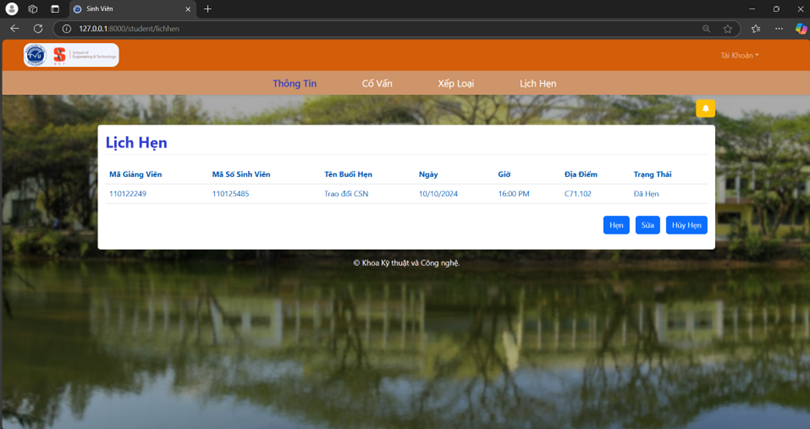 Sinh Viên
127.0.0.1:8000/student/lichhen
TVU
School of
Engineering & Technology
Tài Khoản
Thông Tin Cố Vấn Xếp Loại Lịch Hẹn
Lịch Hẹn
Mã Giảng Viên Mã Số Sinh Viên Tên Buổi Hẹn Ngày Giờ Địa Điểm Trạng Thái
110122249 110125485 Trao đổi CSN 10/10/2024 16:00 PM C71.102 Đã Hẹn
Hẹn Sửa Hủy Hẹn
© Khoa Kỹ thuật và Công nghệ.